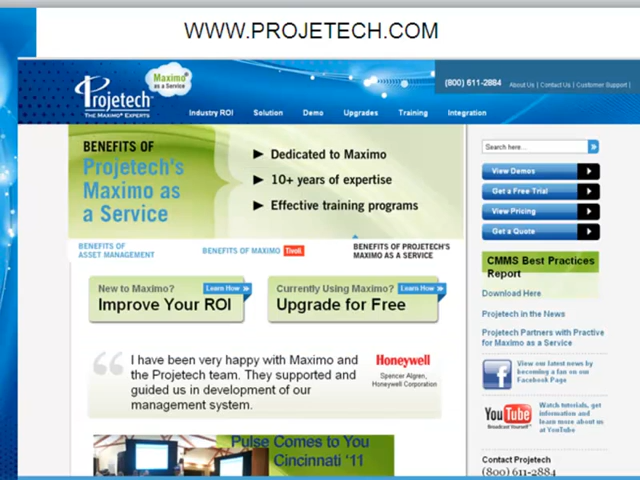 WWW.PROJETECH.COM
Maximo
as a Service
Projetech
THE MAXIMO EXPERTS
(800) 611-2884 About Us | Contact Us | Customer Support |
Industry ROI Solution Demo Upgrades Training Integration
BENEFITS OF
Projetech's
Maximo as
a Service
► Dedicated to Maximo
► 10+ years of expertise
► Effective training programs
BENEFITS OF
ASSET MANAGEMENT
BENEFITS OF MAXIMO Tivoli
BENEFITS OF PROJETECH'S
MAXIMO AS A SERVICE
New to Maximo? Learn How
Improve Your ROI
Currently Using Maximo? Learn How
Upgrade for Free
“ I have been very happy with Maximo and
the Projetech team. They supported and
guided us in development of our
management system.
Honeywell
Spencer Algren,
Honeywell Corporation
Pulse Comes to You
Cincinnati '11
Search here...
View Demos
Get a Free Trial
View Pricing
Get a Quote
CMMS Best Practices
Report
Download Here
Projetech in the News
Projetech Partners with Practive
for Maximo as a Service
View our latest news by
becoming a fan on our
Facebook Page
YouTube
Broadcast Yourself
Watch tutorials, get
information and
learn more about us
at YouTube
Contact Projetech
(800) 611-2884